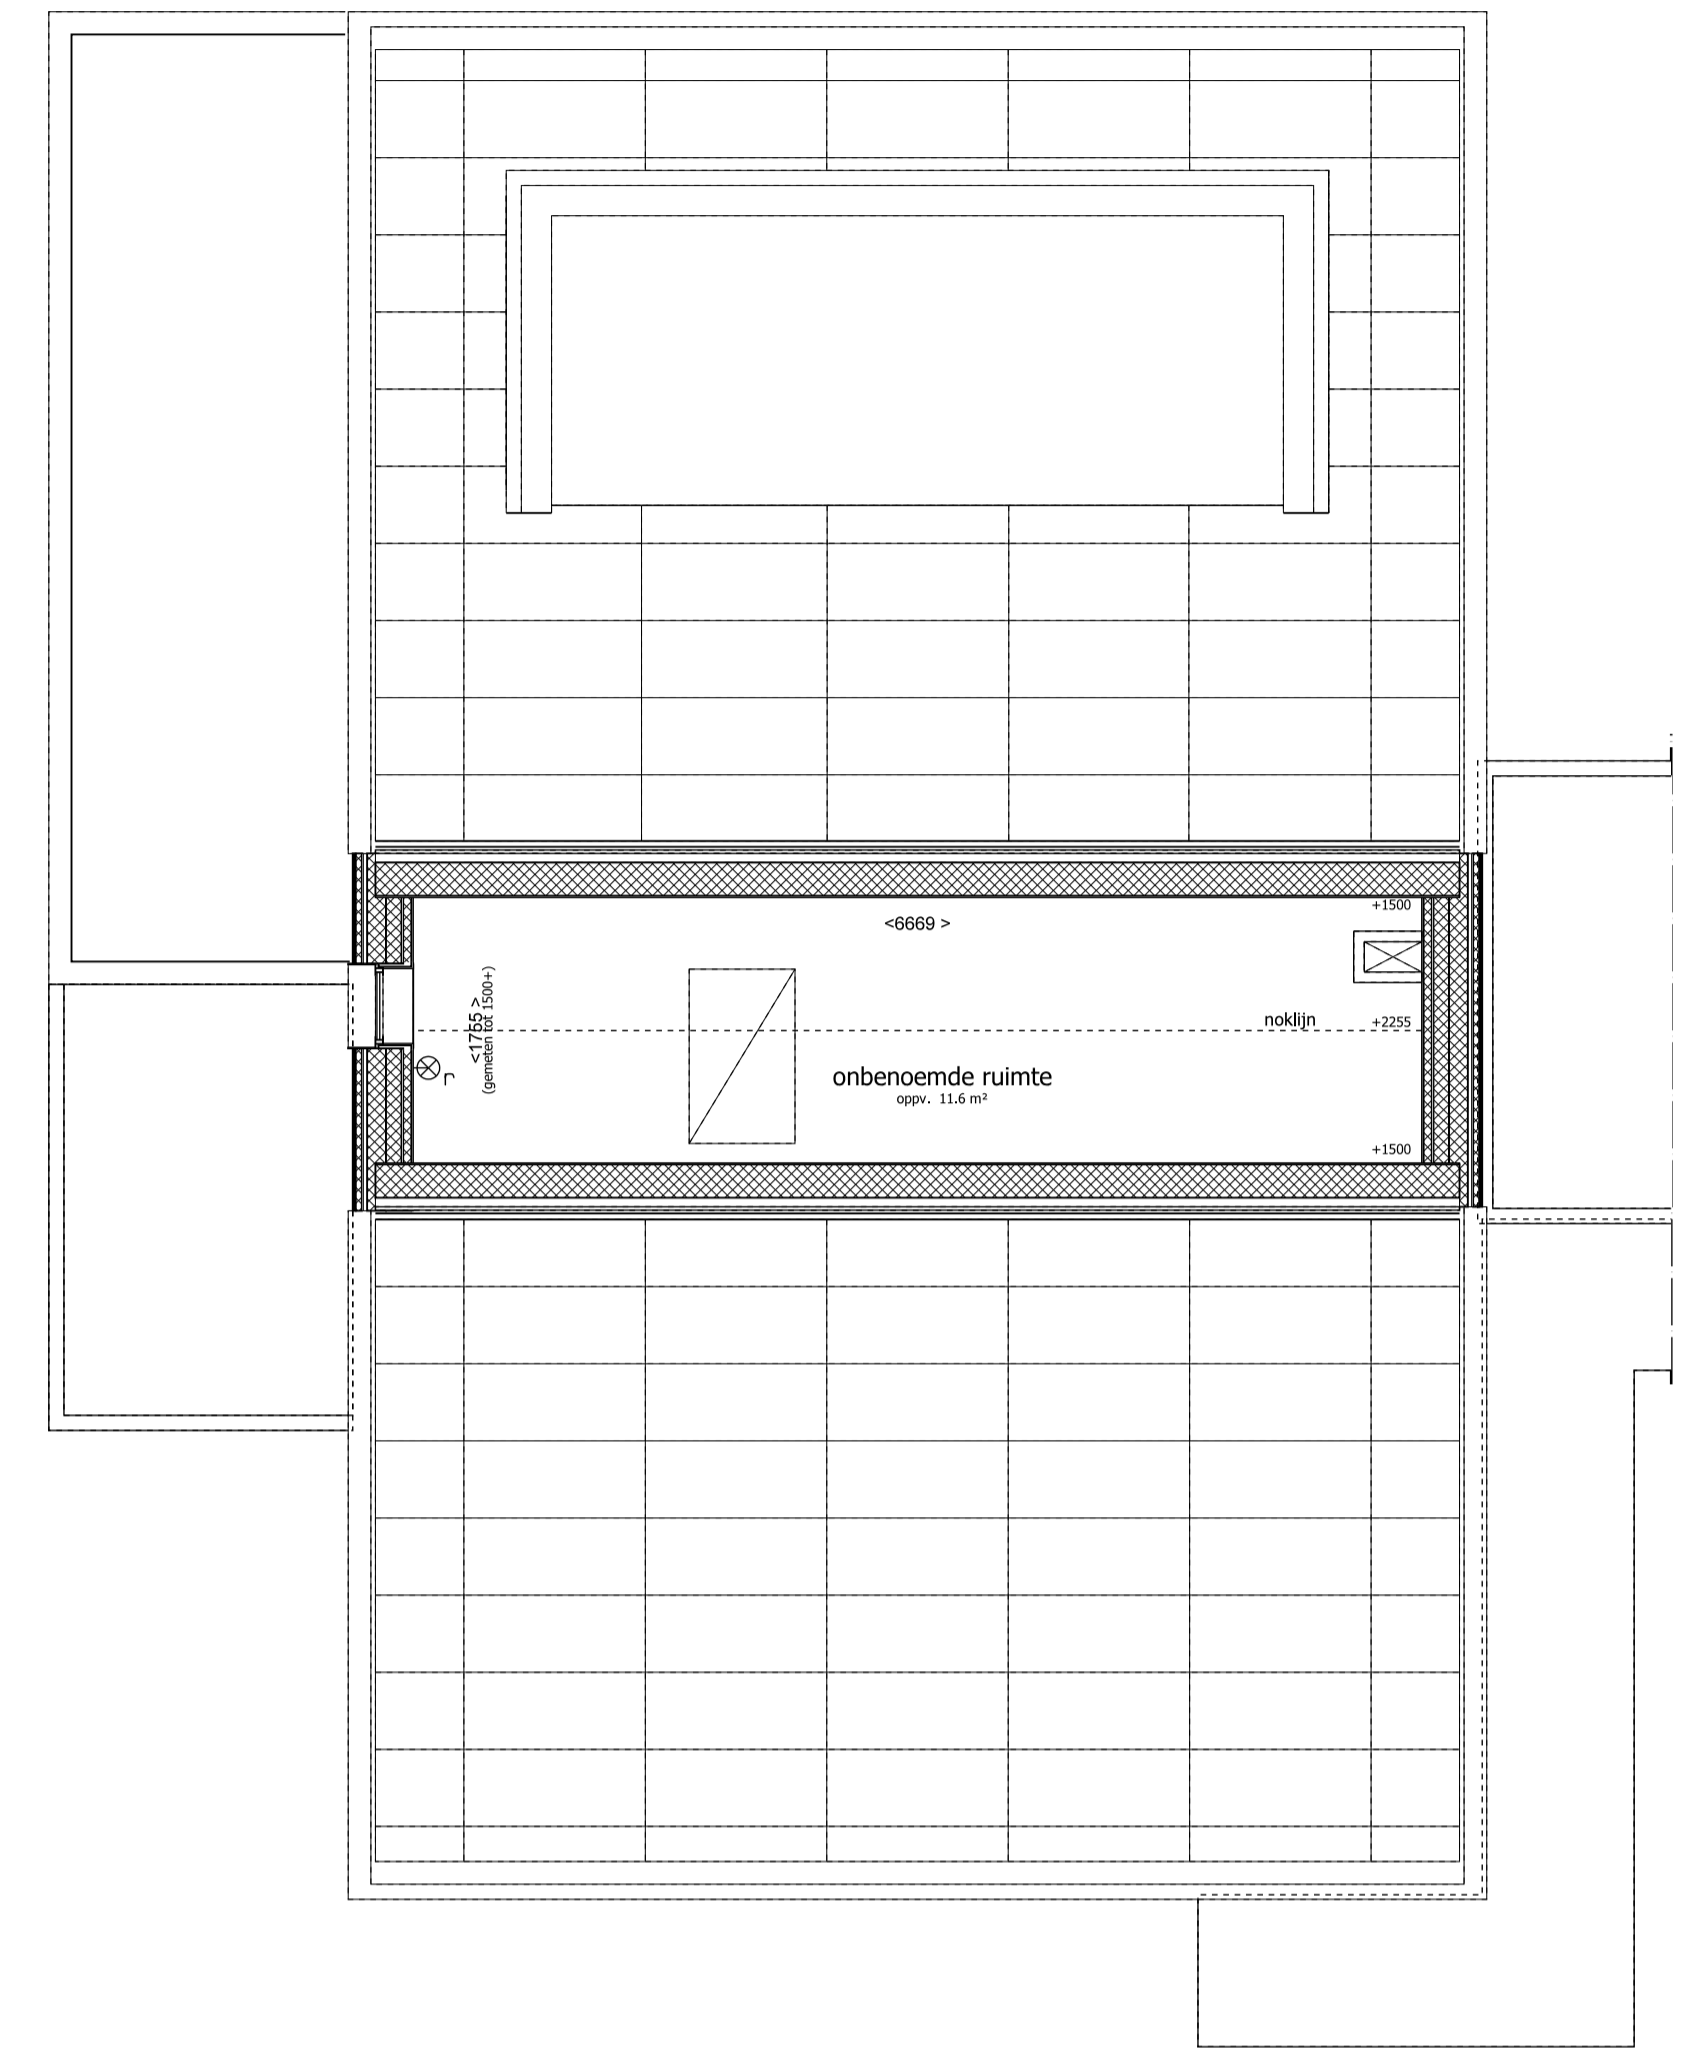 +1500
<6669 >
<1755 >
(gemeten tot 1500+)
noklijn
+2255
onbenoemde ruimte
oppv. 11.6 m²
r
+1500